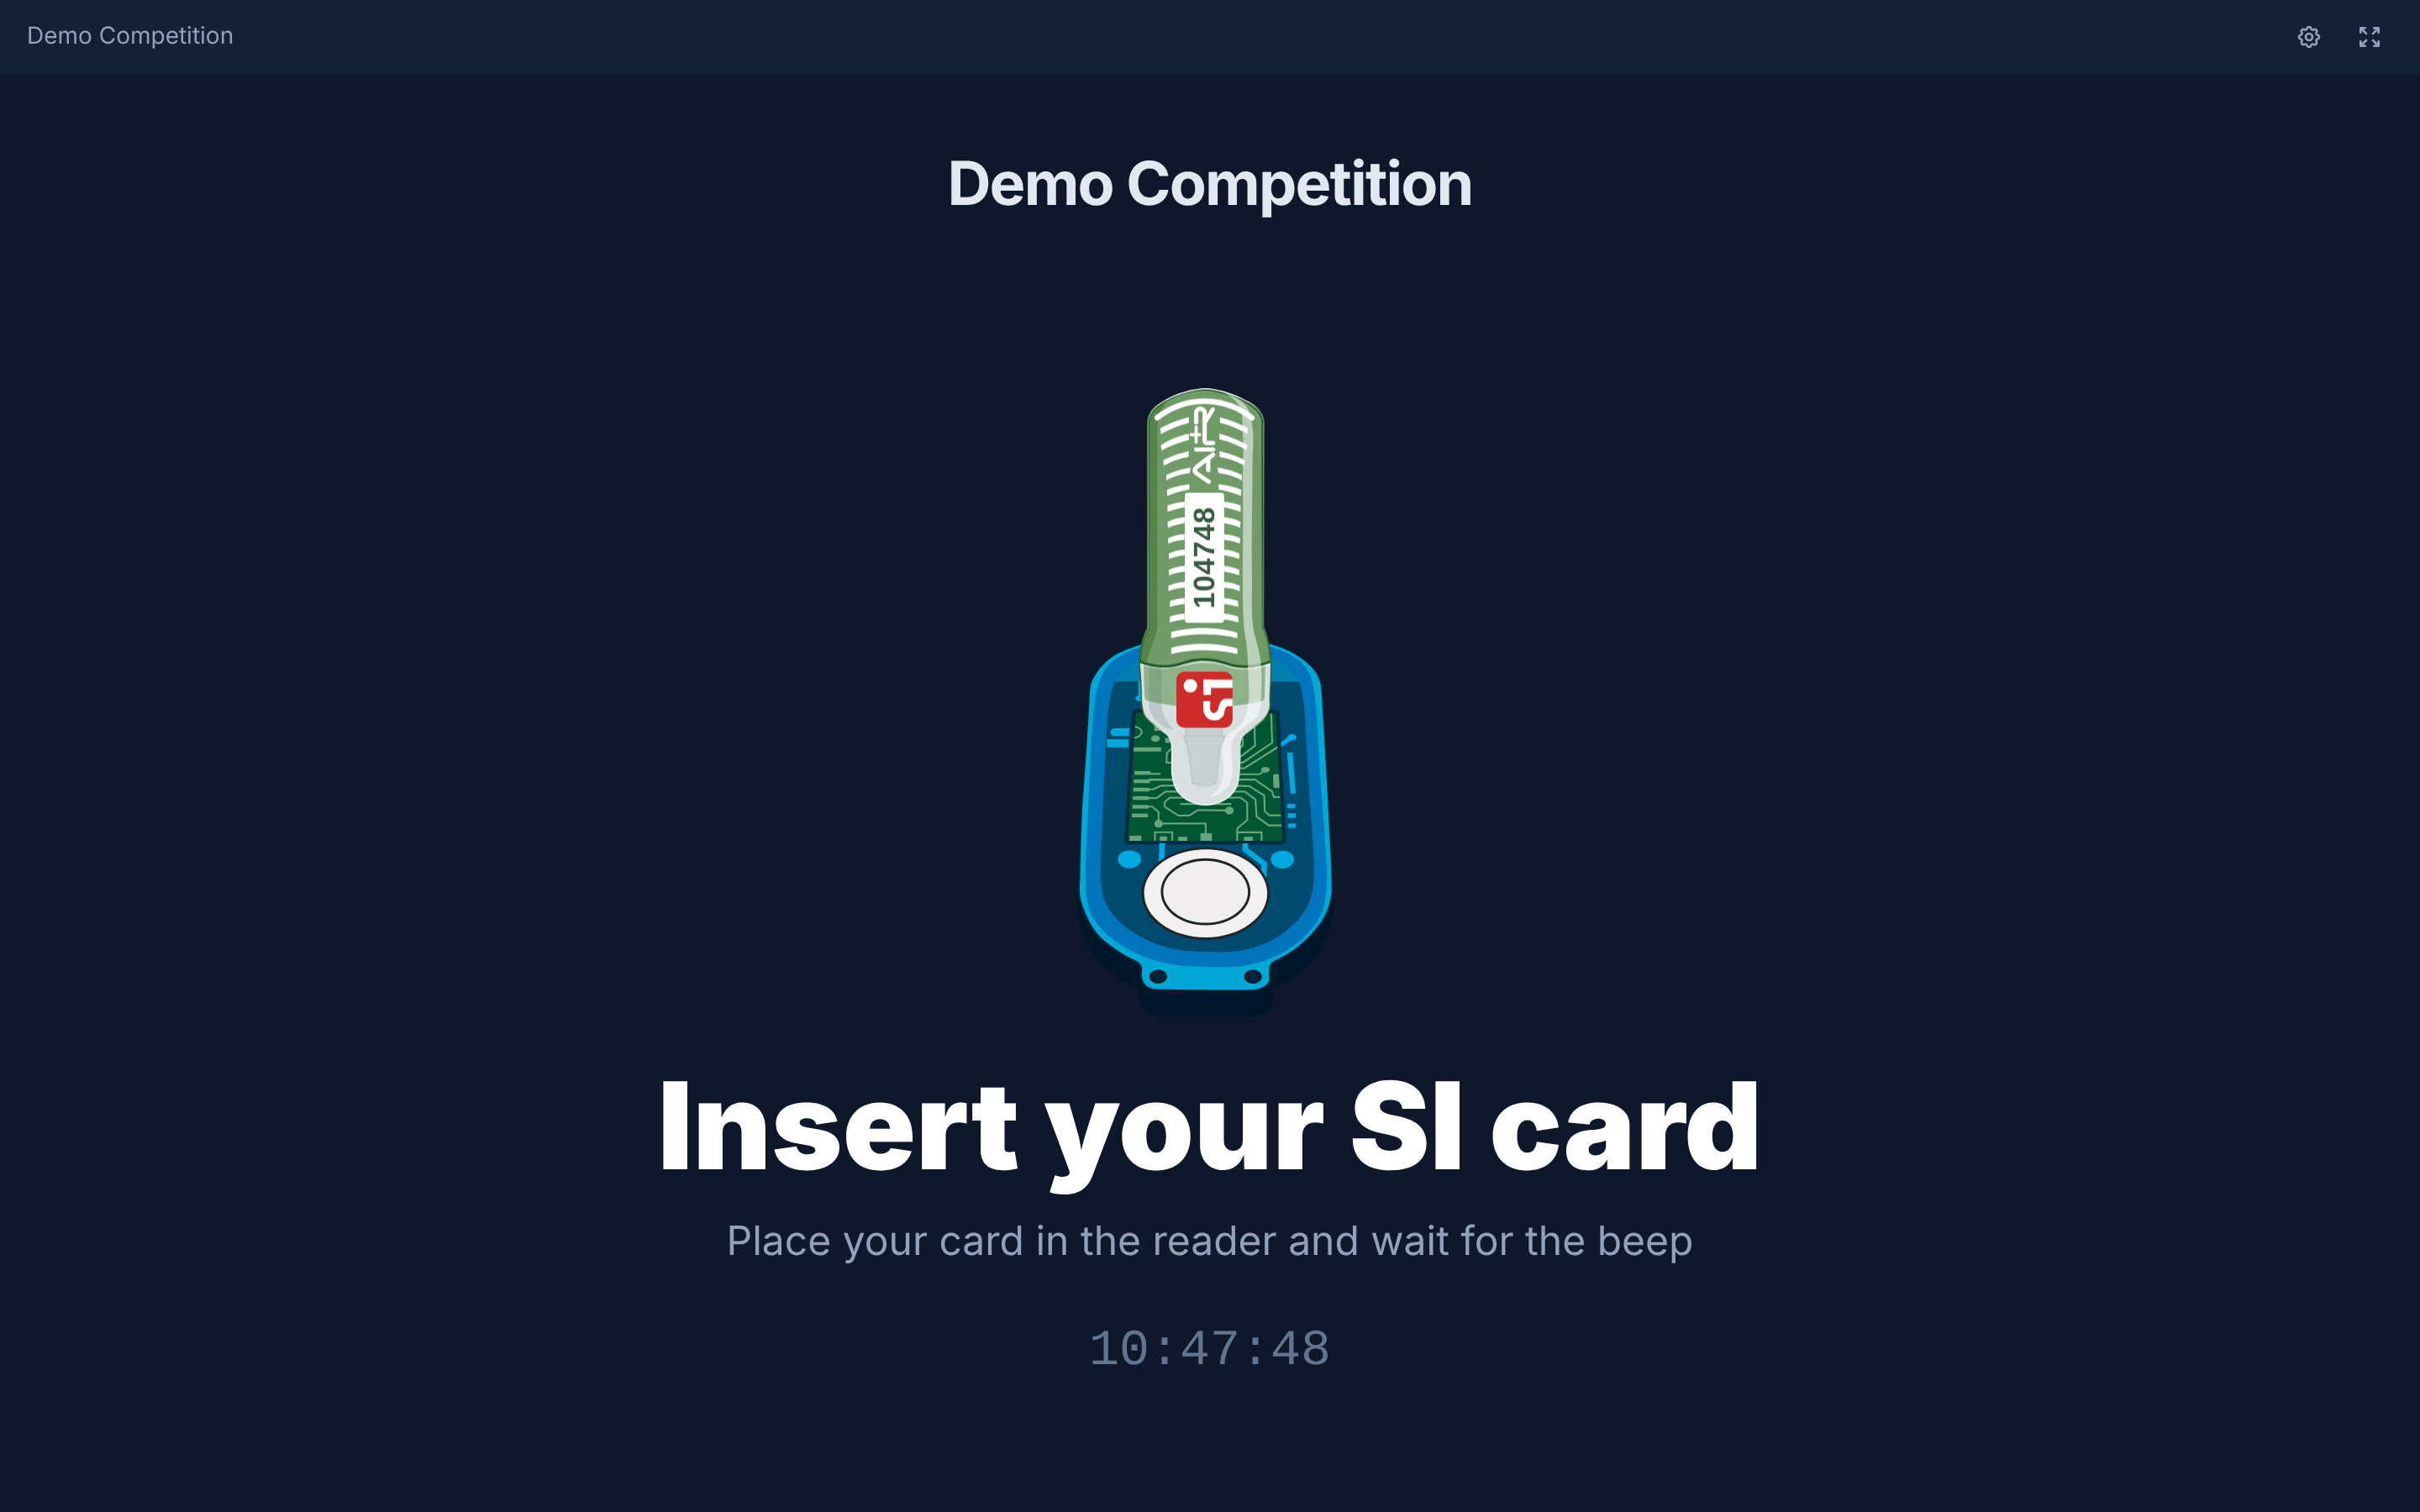 Demo Competition
Demo Competition
104748
SI
Insert your SI card
Place your card in the reader and wait for the beep
10:47:48